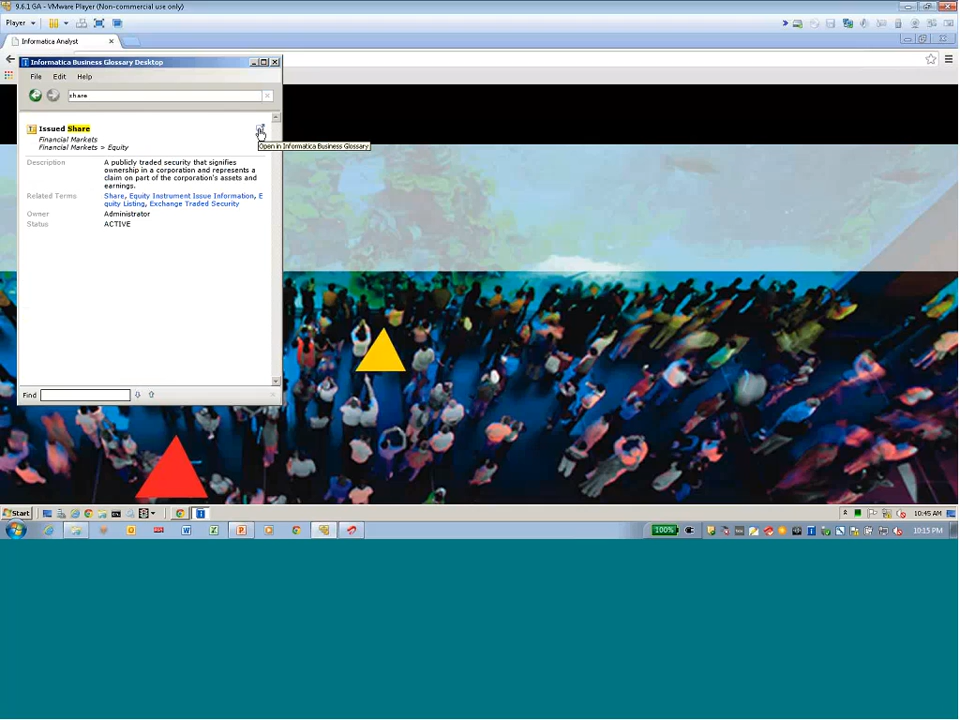 9.6.1 GA - VMware Player (Non-commercial use only)
Player
Informatica Analyst
Informatica Business Glossary Desktop
File Edit Help
share
Issued Share
Financial Markets
Financial Markets > Equity
Open in Informatica Business Glossary
Description A publicly traded security that signifies
ownership in a corporation and represents a
claim on part of the corporation's assets and
earnings.
Related Terms Share, Equity Instrument Issue Information, E
quity Listing, Exchange Traded Security
Owner Administrator
Status ACTIVE
Find
Start
10:45 AM
100%
10:15 PM